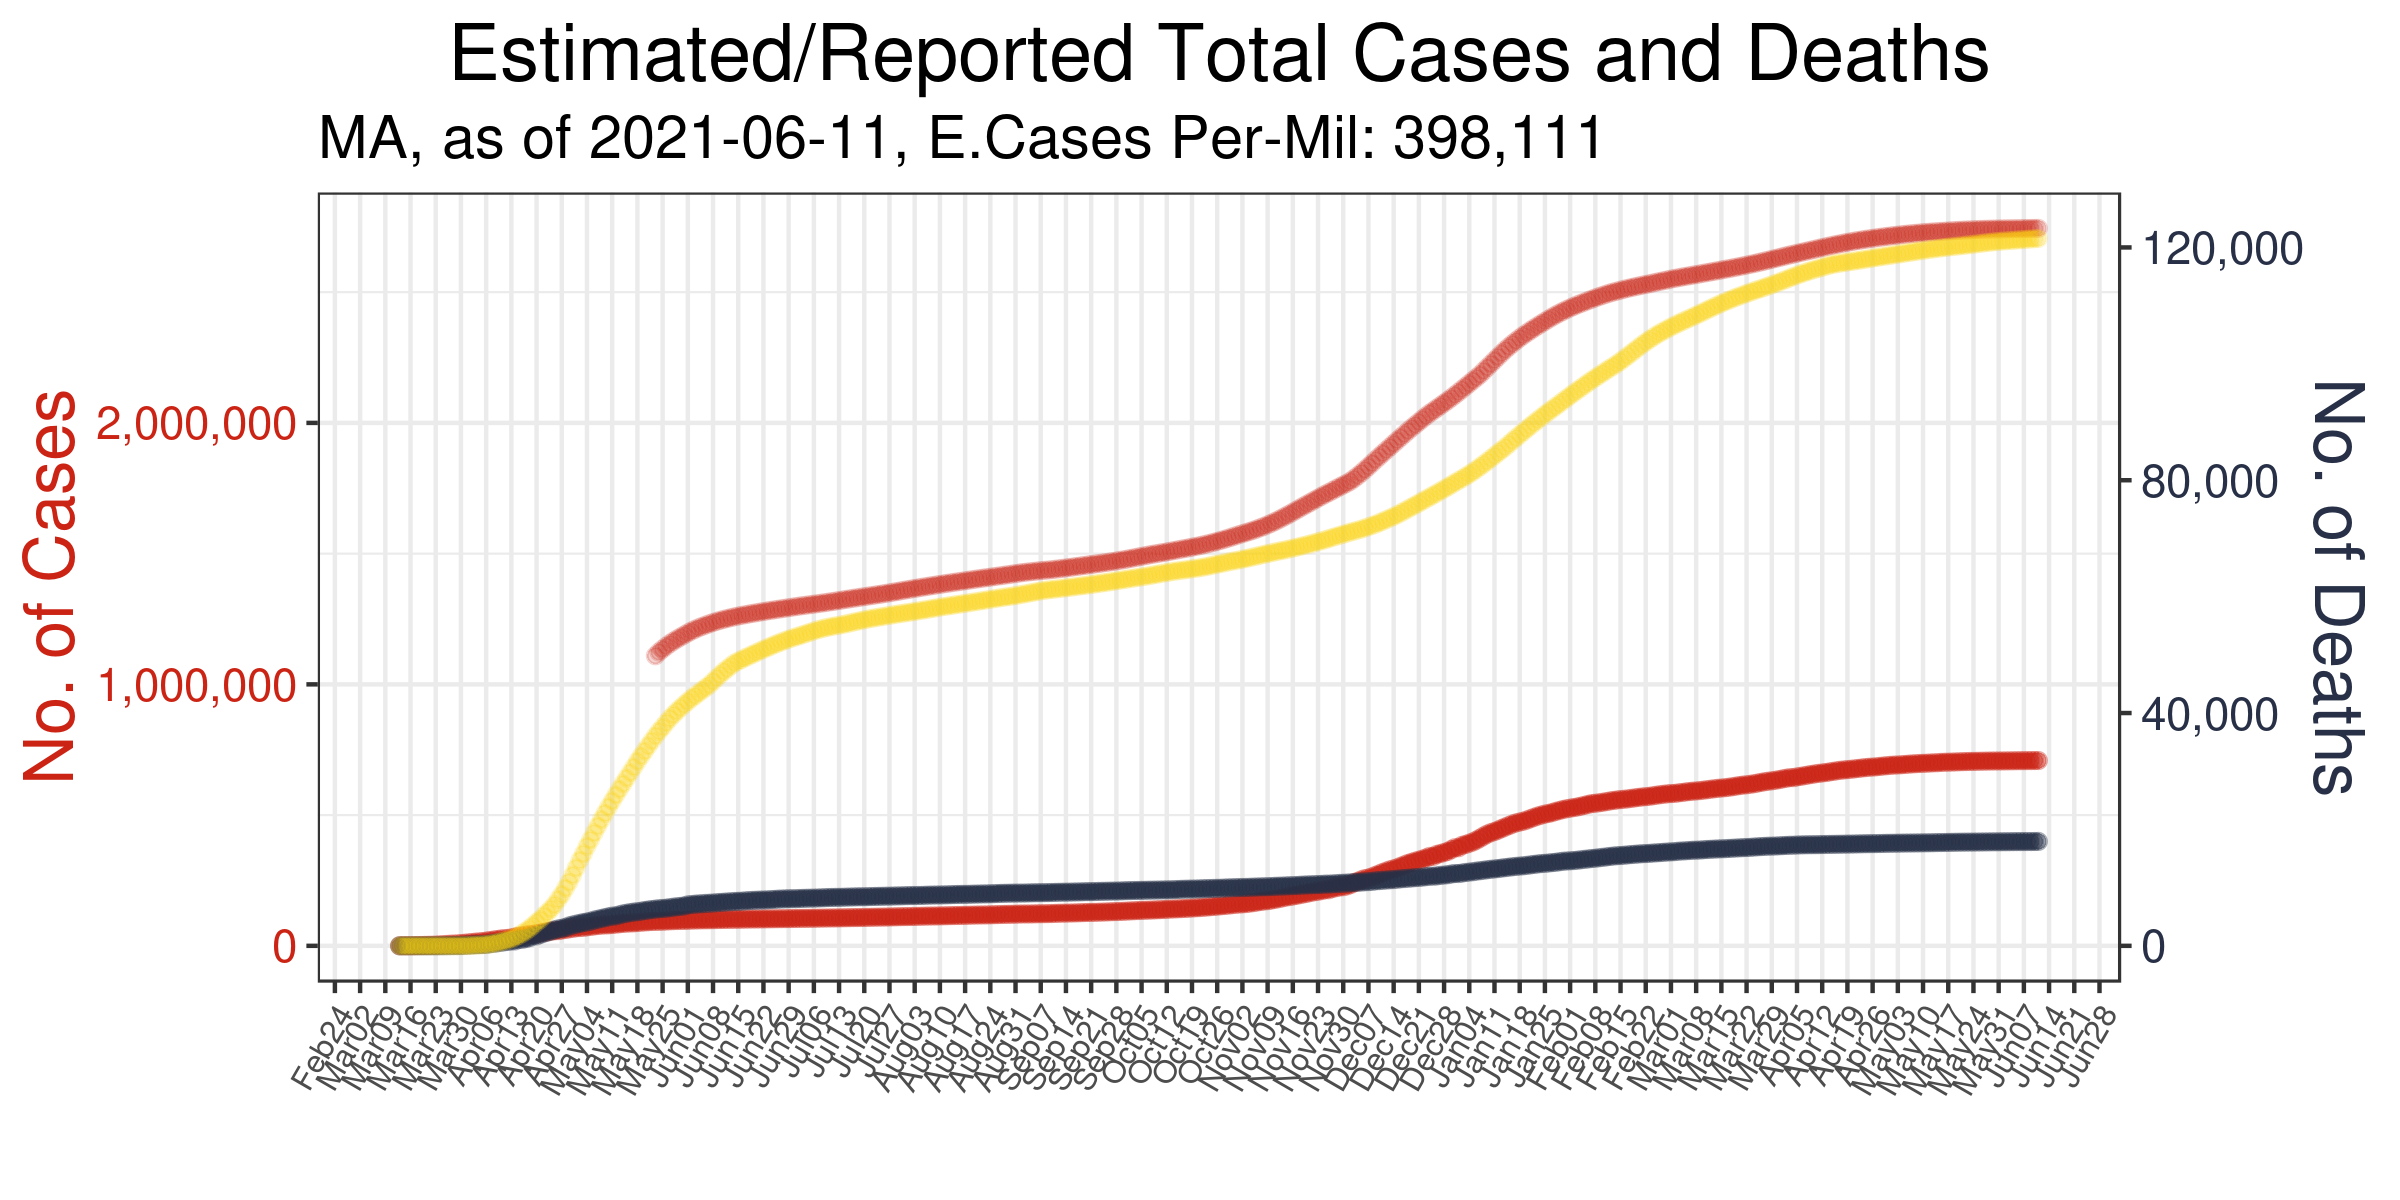 Estimated/Reported Total Cases and Deaths
MA, as of 2021-06-11, E.Cases Per-Mil: 398,111
No. of Cases
2,000,000
1,000,000
0
120,000
80,000
40,000
0
No. of Deaths
Feb24
Mar02
Mar09
Mar16
Mar23
Mar30
Apr06
Apr13
Apr20
Apr27
May04
May11
May18
May25
Jun01
Jun08
Jun15
Jun22
Jun29
Jul06
Jul13
Jul20
Jul27
Aug03
Aug10
Aug17
Aug24
Aug31
Sep07
Sep14
Sep21
Sep28
Oct05
Oct12
Oct19
Oct26
Nov02
Nov09
Nov16
Nov23
Nov30
Dec07
Dec14
Dec21
Dec28
Jan04
Jan11
Jan18
Jan25
Feb01
Feb08
Feb15
Feb22
Mar01
Mar08
Mar15
Mar22
Mar29
Apr05
Apr12
Apr19
Apr26
May03
May10
May17
May24
May31
Jun07
Jun14
Jun21
Jun28